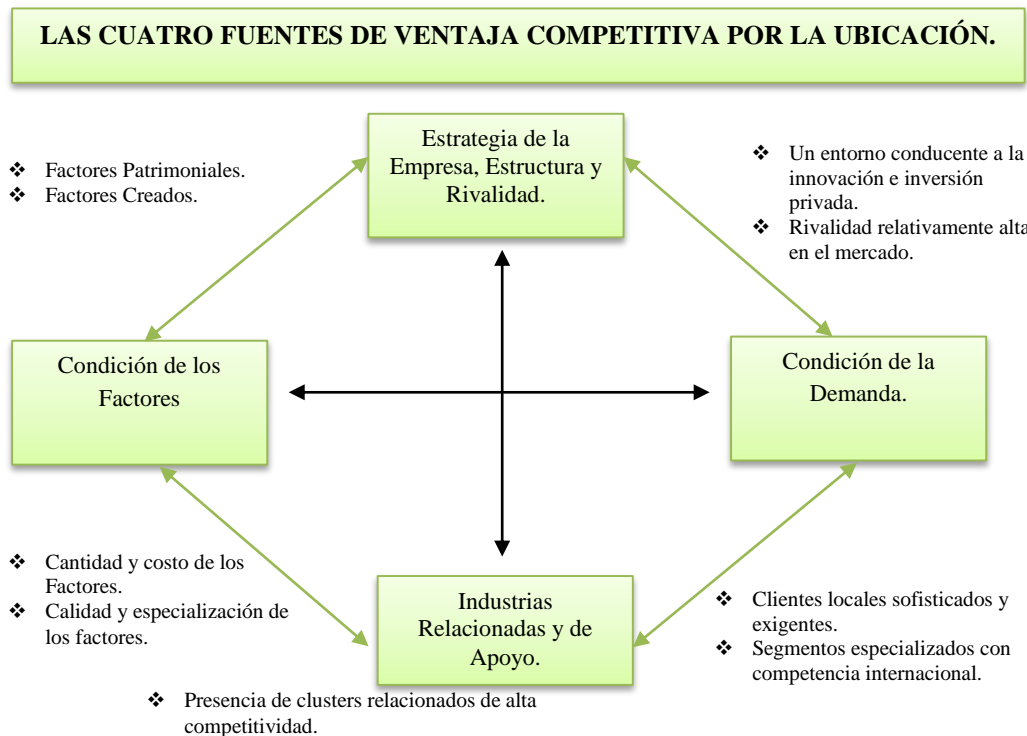 LAS CUATRO FUENTES DE VENTAJA COMPETITIVA POR LA UBICACIÓN.
Estrategia de la
Empresa, Estructura y
Rivalidad.
❖ Factores Patrimoniales.
❖ Factores Creados.
❖ Un entorno conducente a la
innovación e inversión
privada.
❖ Rivalidad relativamente alta
en el mercado.
Condición de los
Factores
Condición de la
Demanda.
❖ Cantidad y costo de los
Factores.
❖ Calidad y especialización de
los factores.
Industrias
Relacionadas y de
Apoyo.
❖ Clientes locales sofisticados y
exigentes.
❖ Segmentos especializados con
competencia internacional.
❖ Presencia de clusters relacionados de alta
competitividad.